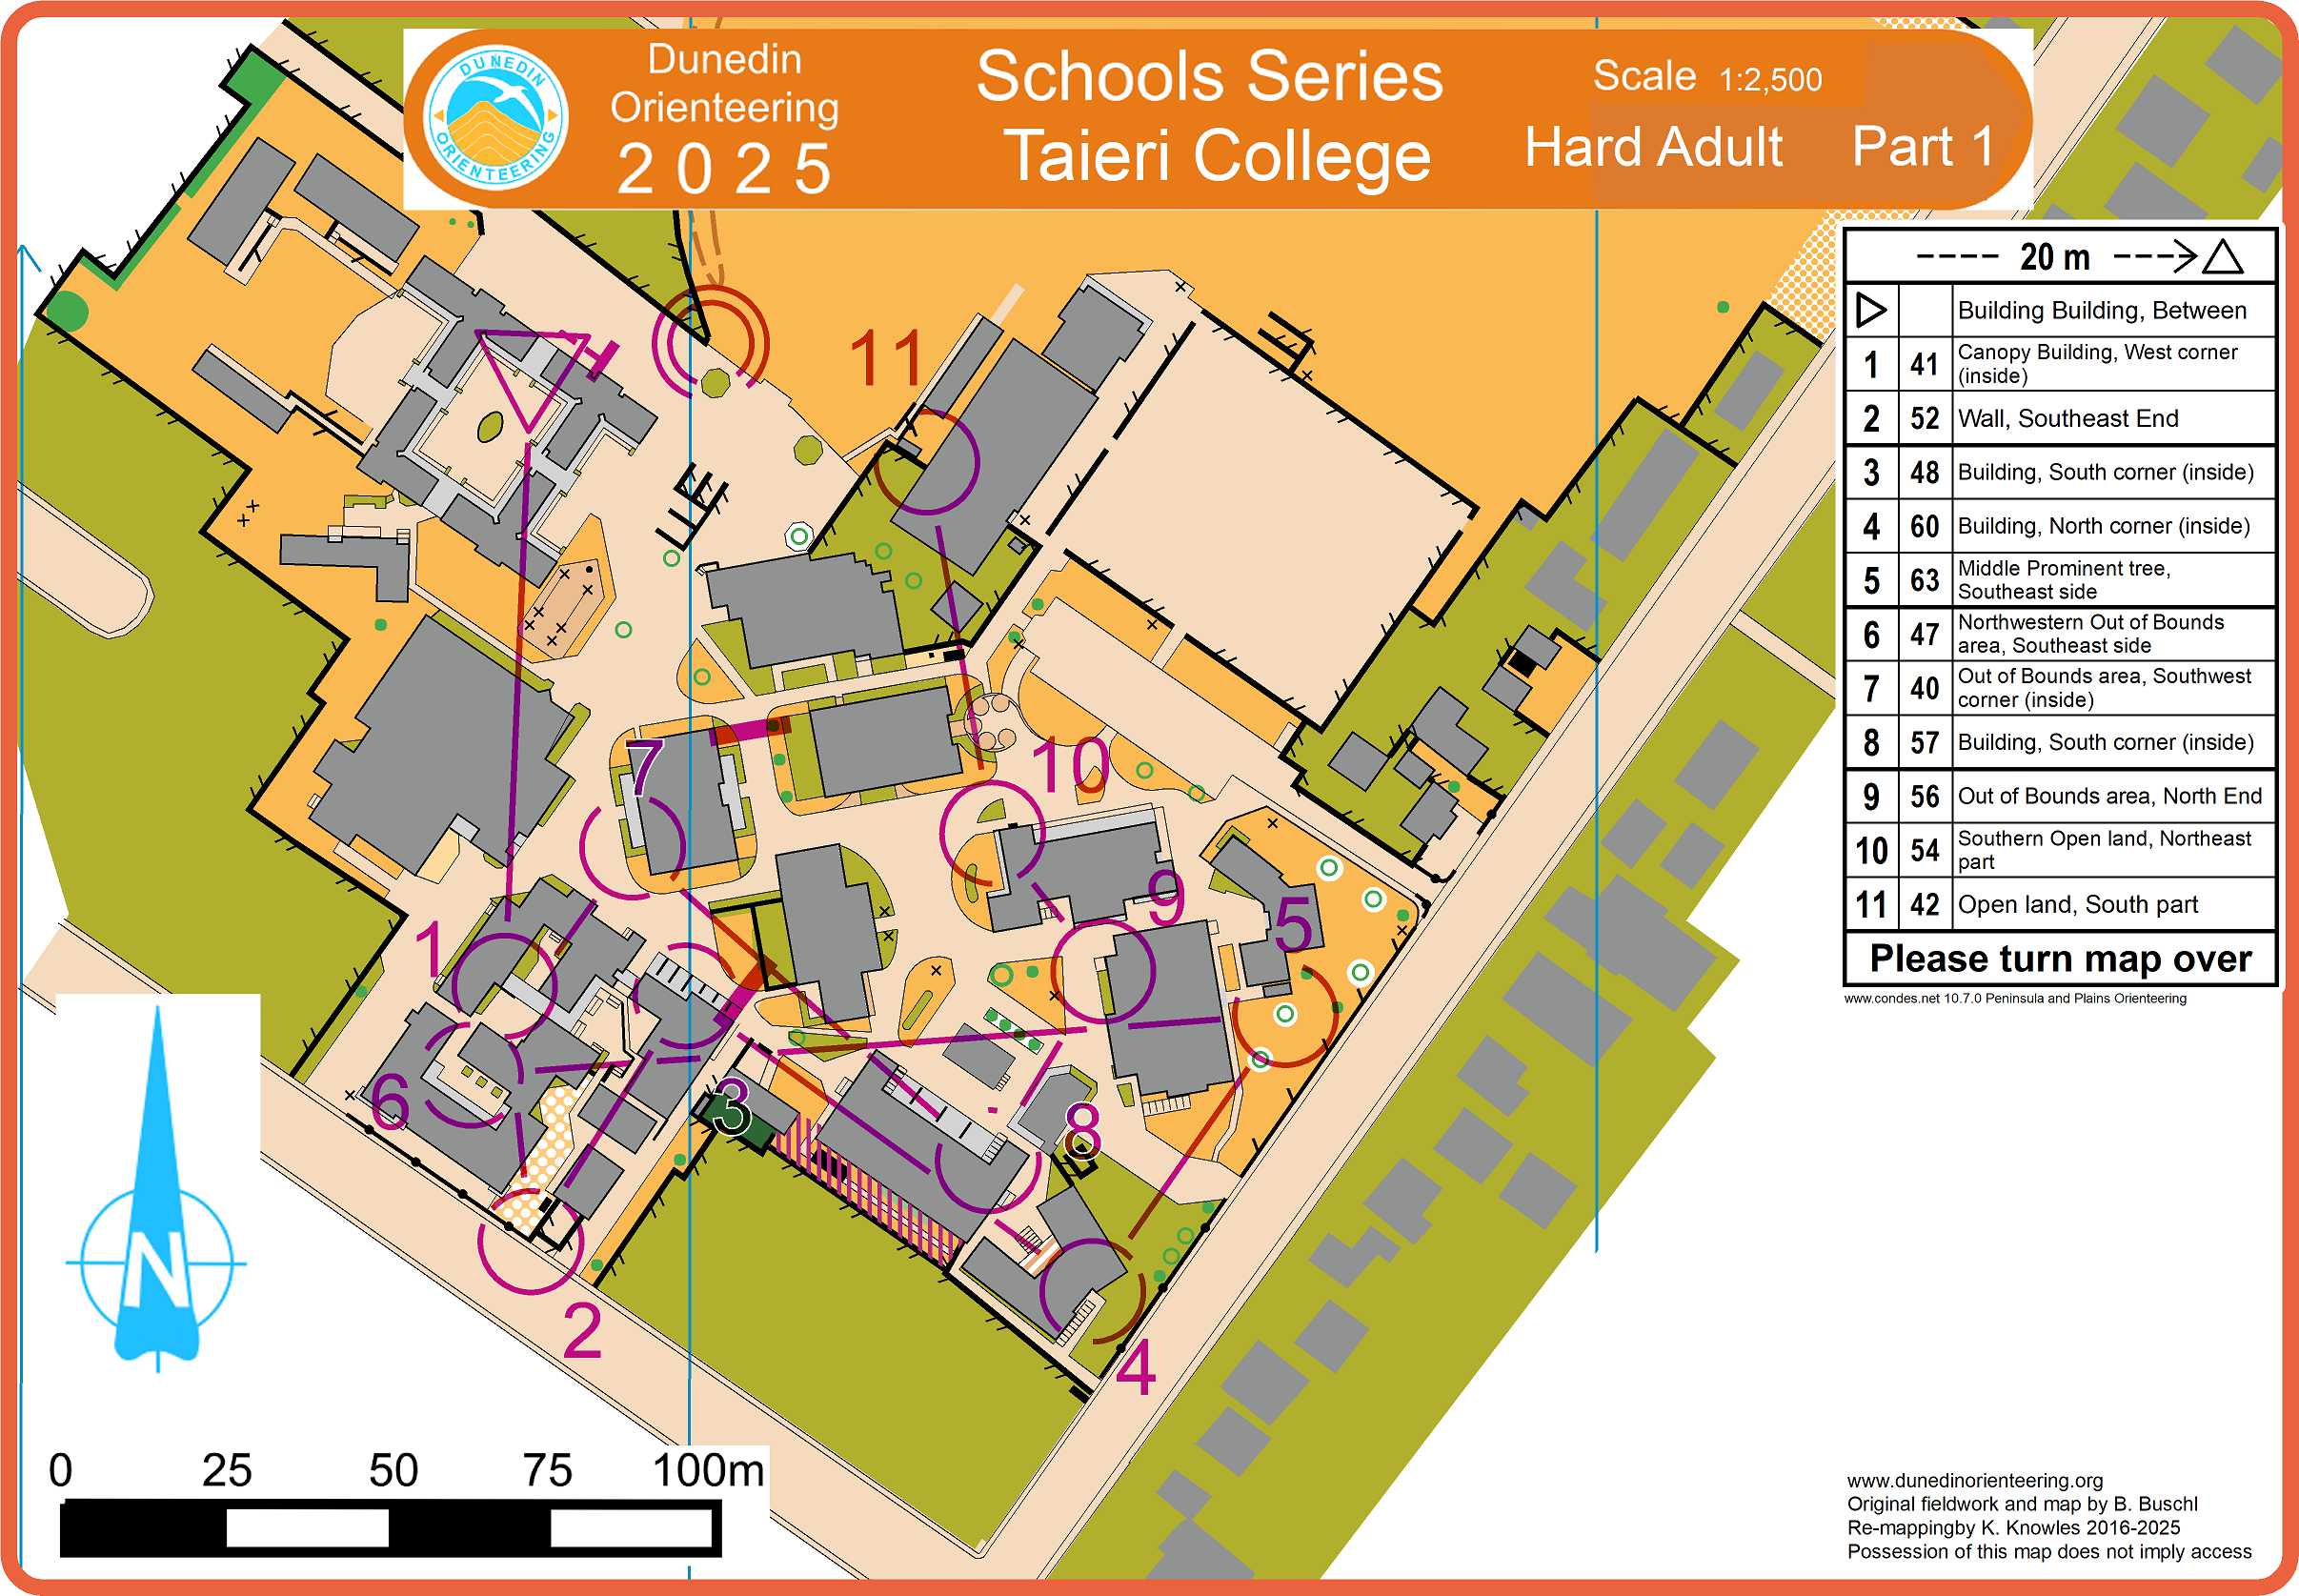 DUNEDIN
ORIENTEERING
Dunedin
Orienteering
2025
Schools Series
Taieri College
Scale 1:2,500
Hard Adult Part 1
20 m
Building Building, Between
1 41 Canopy Building, West corner
(inside)
2 52 Wall, Southeast End
3 48 Building, South corner (inside)
4 60 Building, North corner (inside)
5 63 Middle Prominent tree,
Southeast side
6 47 Northwestern Out of Bounds
area, Southeast side
7 40 Out of Bounds area, Southwest
corner (inside)
8 57 Building, South corner (inside)
9 56 Out of Bounds area, North End
10 54 Southern Open land, Northeast
part
11 42 Open land, South part
Please turn map over
www.condes.net 10.7.0 Peninsula and Plains Orienteering
11
7
10
9
5
1
6
3
8
2
4
N
0 25 50 75 100m
www.dunedinorienteering.org
Original fieldwork and map by B. Buschl
Re-mappingby K. Knowles 2016-2025
Possession of this map does not imply access